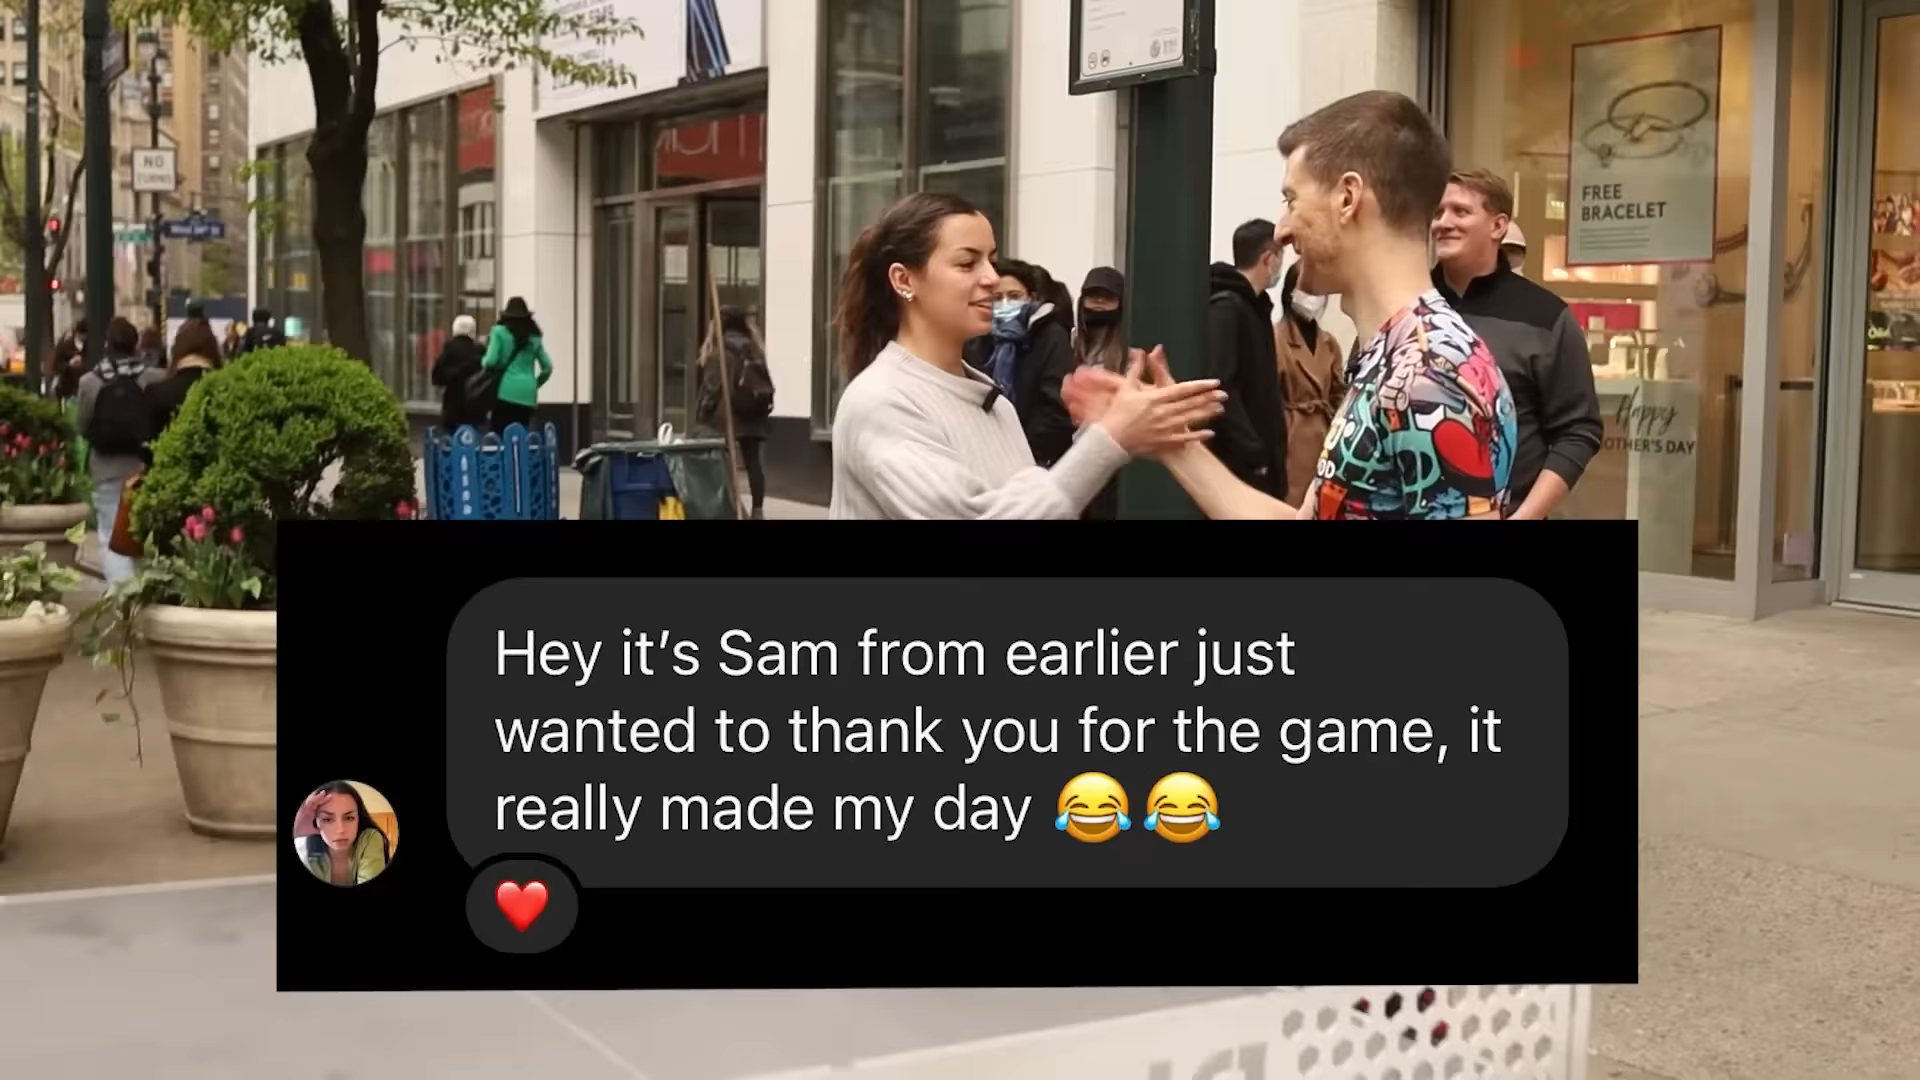 NO
TURNS
FREE
BRACELET
Happy
OTHER'S DAY
Hey it’s Sam from earlier just
wanted to thank you for the game, it
really made my day 😂 😂
❤️